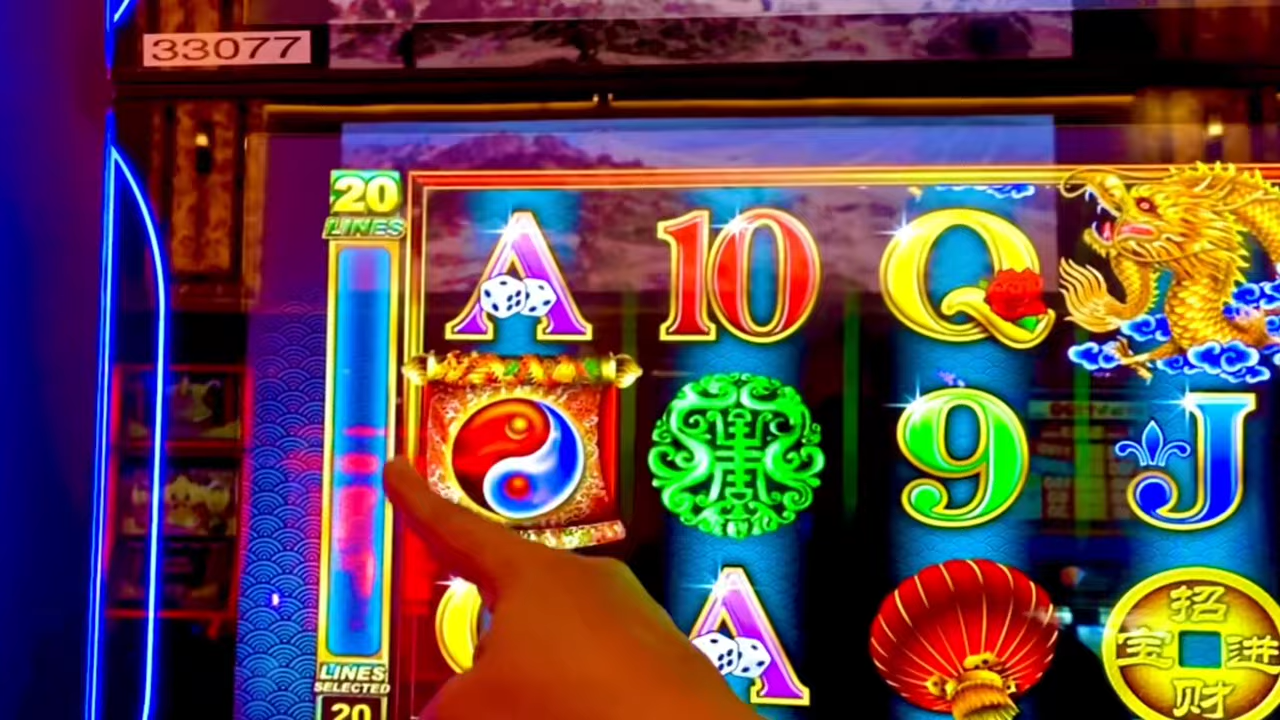 33077
20
LINES
A 10 Q
9 J
A
招
宝 进
财
LINES
SELECTED
20